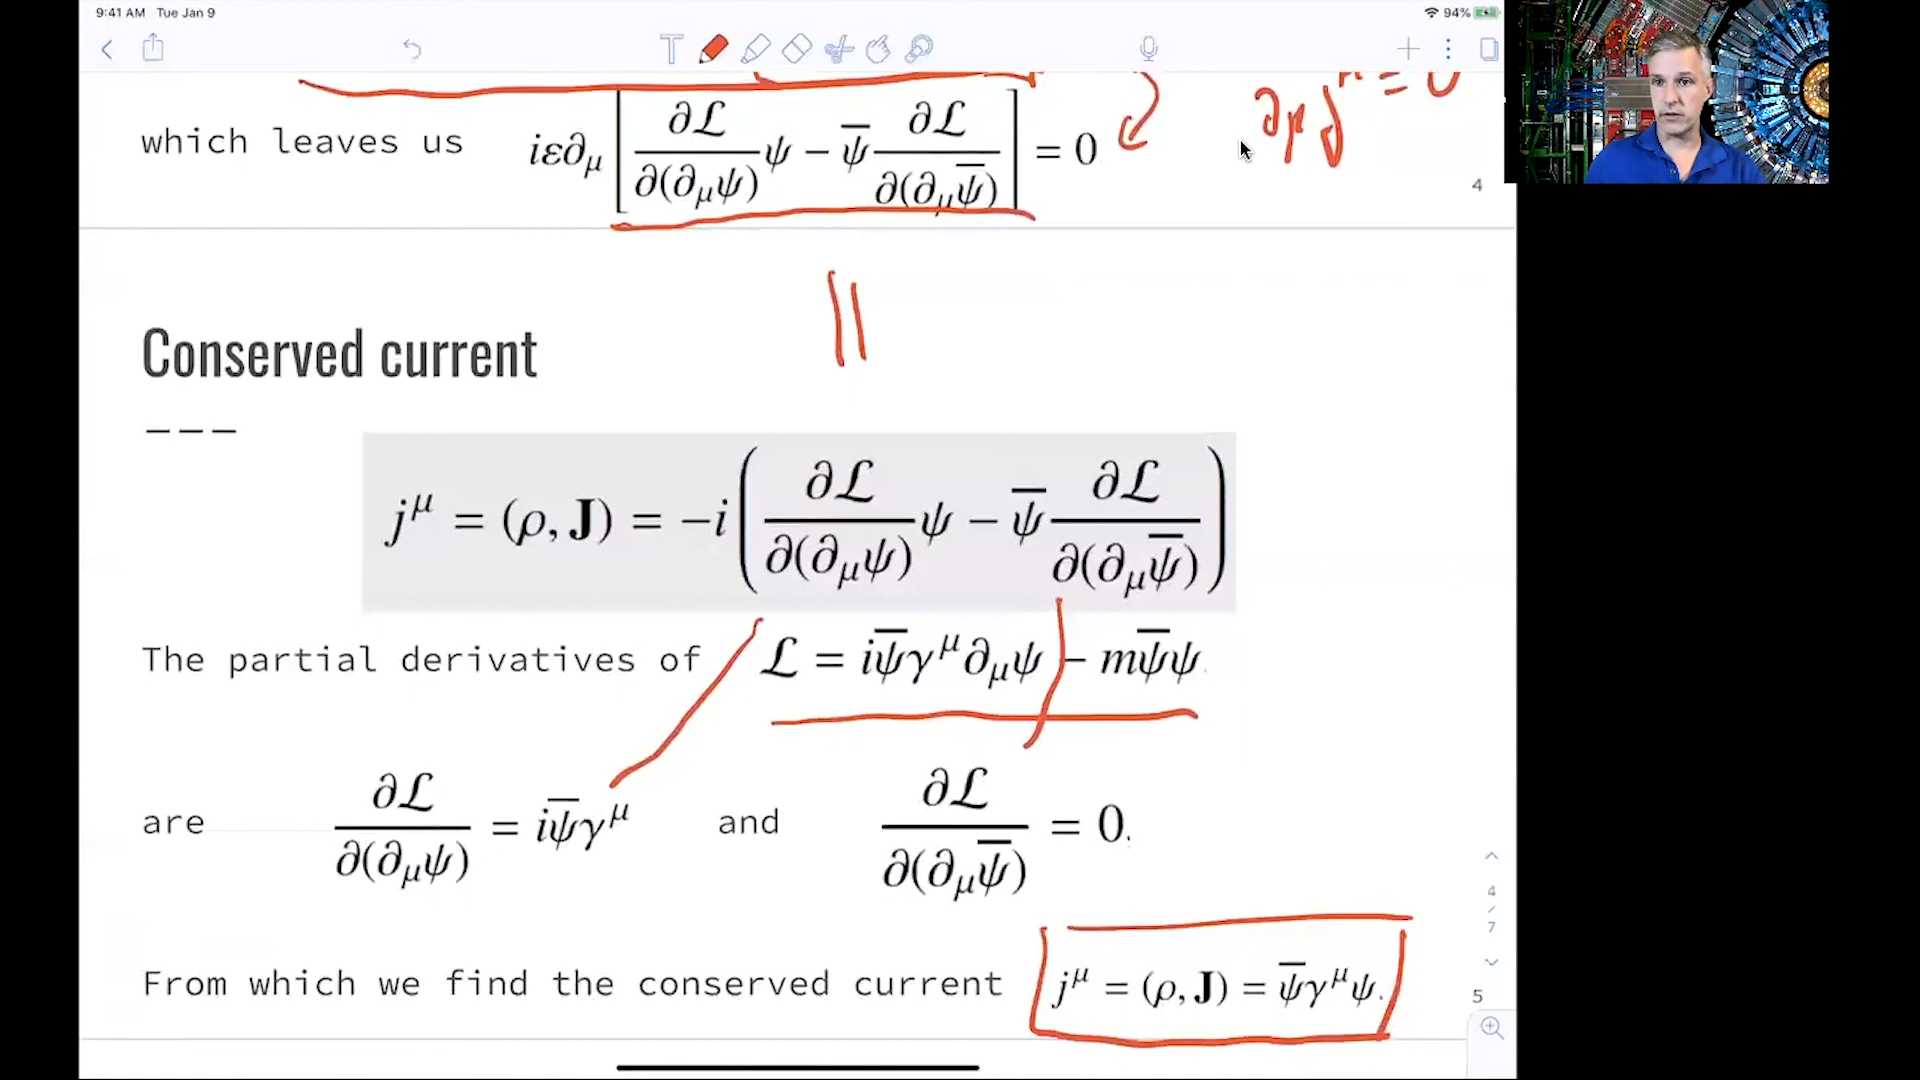 9:41 AM Tue Jan 9
94%
∂μ j^μ = 0
which leaves us iε∂_μ [ ∂ℒ/∂(∂_μψ) ψ − ψ̅ ∂ℒ/∂(∂_μψ̅) ] = 0
4
Conserved current
---
j^μ = (ρ, J) = −i ( ∂ℒ/∂(∂_μψ) ψ − ψ̅ ∂ℒ/∂(∂_μψ̅) )
The partial derivatives of ℒ = iψ̅γ^μ∂_μψ − mψ̅ψ.
are ∂ℒ/∂(∂_μψ) = iψ̅γ^μ and ∂ℒ/∂(∂_μψ̅) = 0.
4
/
7
From which we find the conserved current j^μ = (ρ, J) = ψ̅γ^μψ.
5